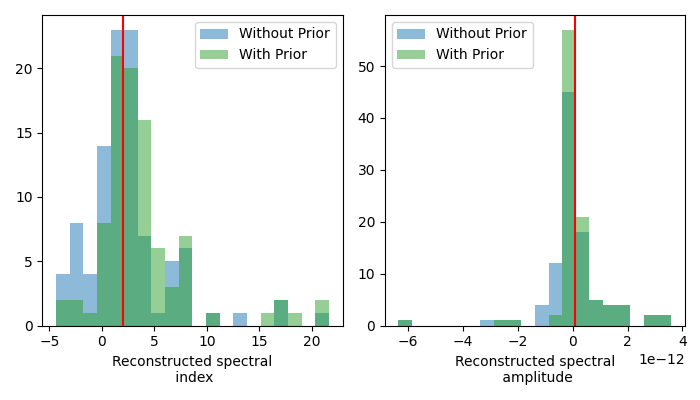 Without Prior
With Prior
20
15
10
5
0
−5
0
5
10
15
20
Reconstructed spectral
index
Without Prior
With Prior
50
40
30
20
10
0
−6
−4
−2
0
2
4
1e−12
Reconstructed spectral
amplitude